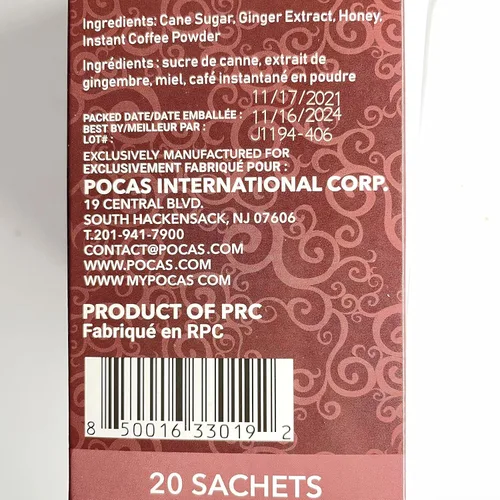 Ingredients: Cane Sugar, Ginger Extract, Honey,
Instant Coffee Powder
Ingrédients : sucre de canne, extrait de
gingembre, miel, café instantané en poudre
PACKED DATE/DATE EMBALLÉE : 11/17/2021
BEST BY/MEILLEUR PAR : 11/16/2024
LOT#: J1194-406
EXCLUSIVELY MANUFACTURED FOR
EXCLUSIVEMENT FABRIQUÉ POUR :
POCAS INTERNATIONAL CORP.
19 CENTRAL BLVD.
SOUTH HACKENSACK, NJ 07606
T.201-941-7900
CONTACT@POCAS.COM
WWW.POCAS.COM
WWW.MYPOCAS COM
PRODUCT OF PRC
Fabriqué en RPC
8 50016 33019 2
20 SACHETS